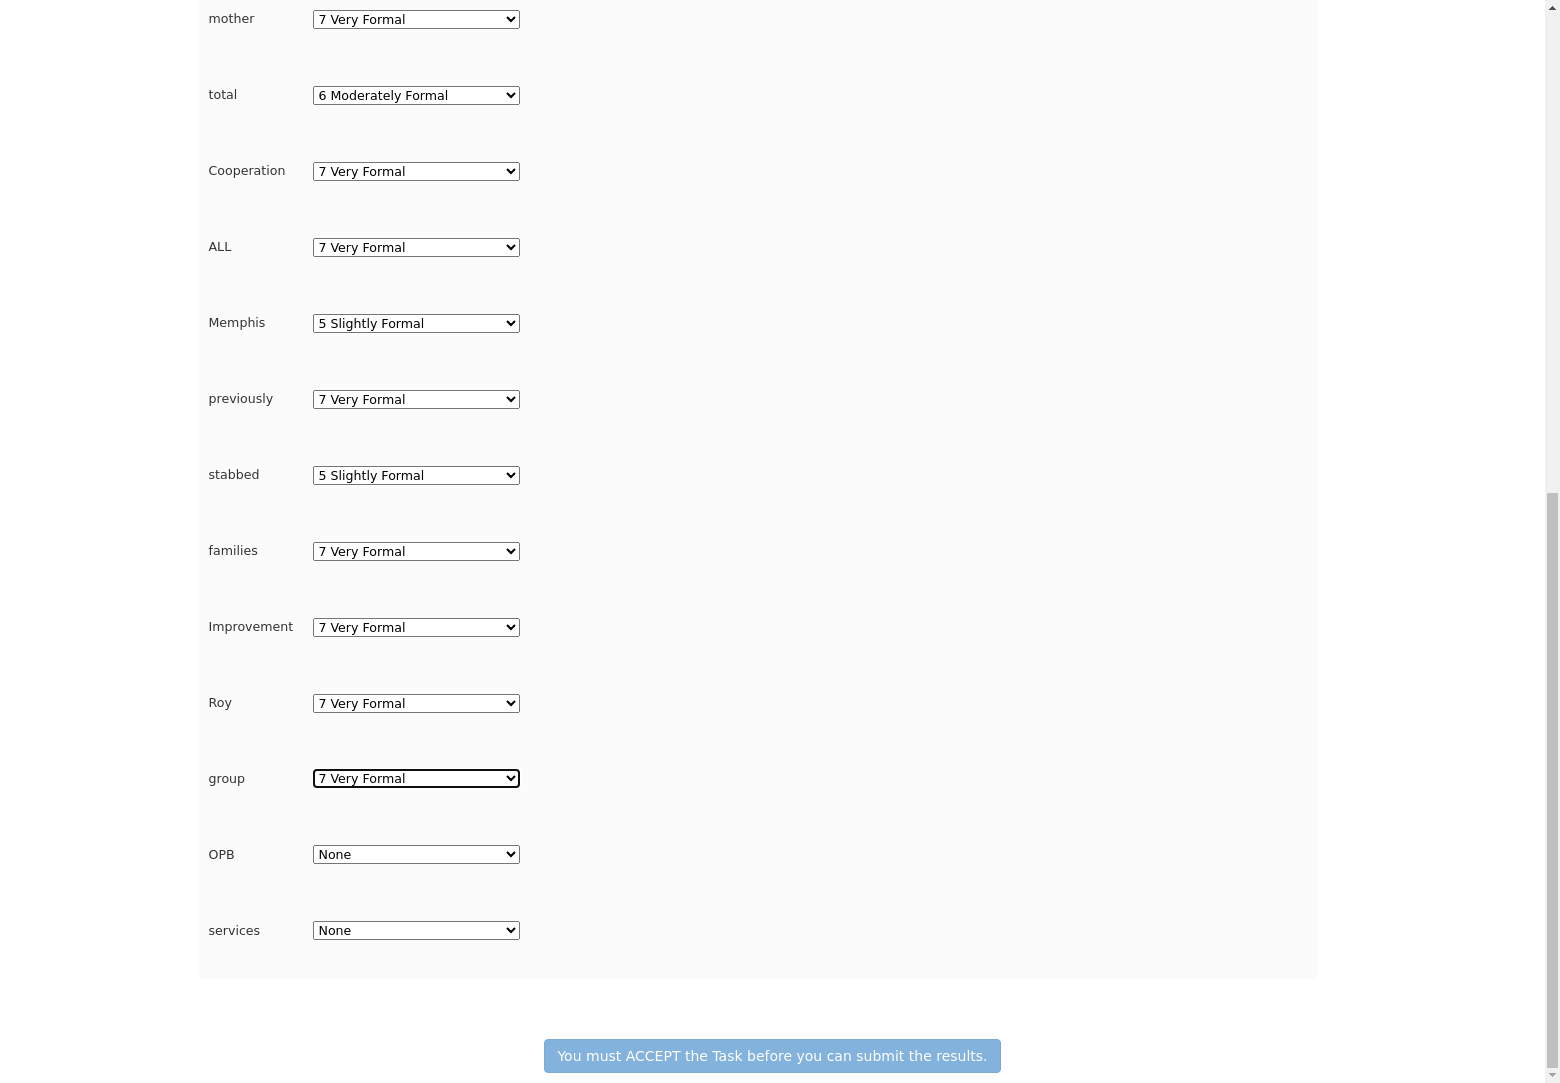 mother 7 Very Formal
total 6 Moderately Formal
Cooperation 7 Very Formal
ALL 7 Very Formal
Memphis 5 Slightly Formal
previously 7 Very Formal
stabbed 5 Slightly Formal
families 7 Very Formal
Improvement 7 Very Formal
Roy 7 Very Formal
group 7 Very Formal
OPB None
services None
You must ACCEPT the Task before you can submit the results.